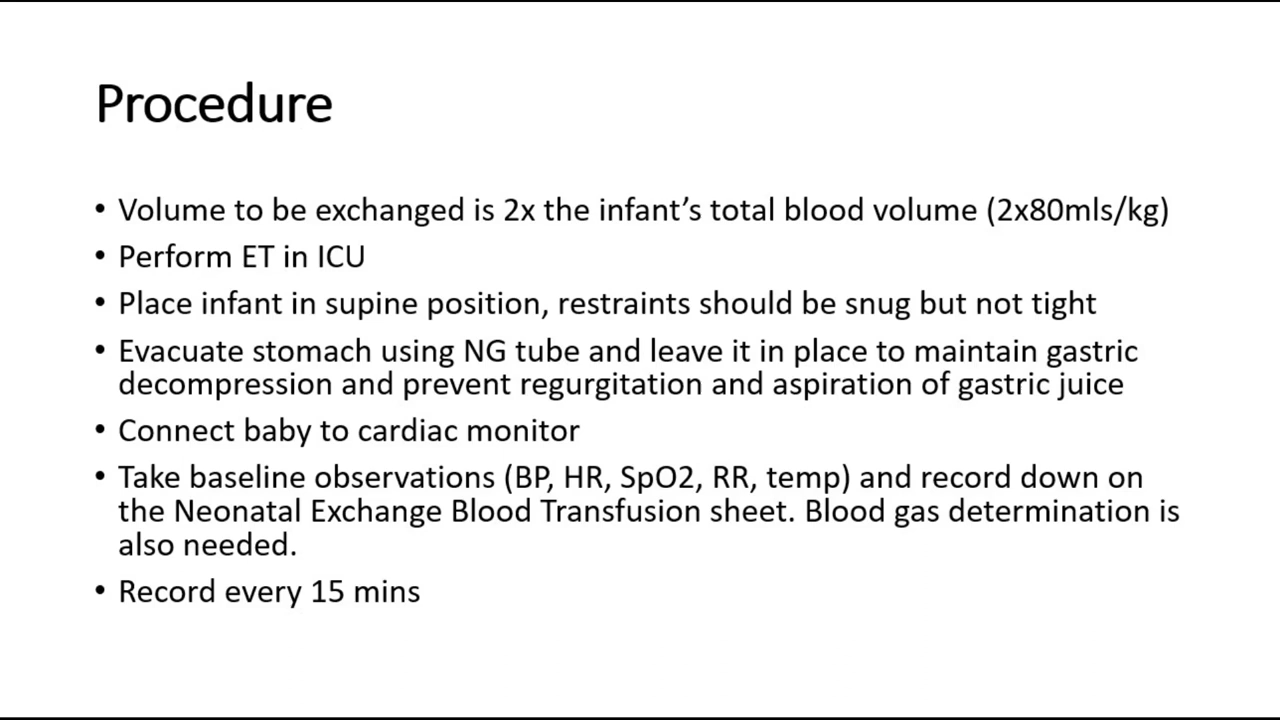 Procedure
• Volume to be exchanged is 2x the infant's total blood volume (2x80mls/kg)
• Perform ET in ICU
• Place infant in supine position, restraints should be snug but not tight
• Evacuate stomach using NG tube and leave it in place to maintain gastric
decompression and prevent regurgitation and aspiration of gastric juice
• Connect baby to cardiac monitor
• Take baseline observations (BP, HR, SpO2, RR, temp) and record down on
the Neonatal Exchange Blood Transfusion sheet. Blood gas determination is
also needed.
• Record every 15 mins